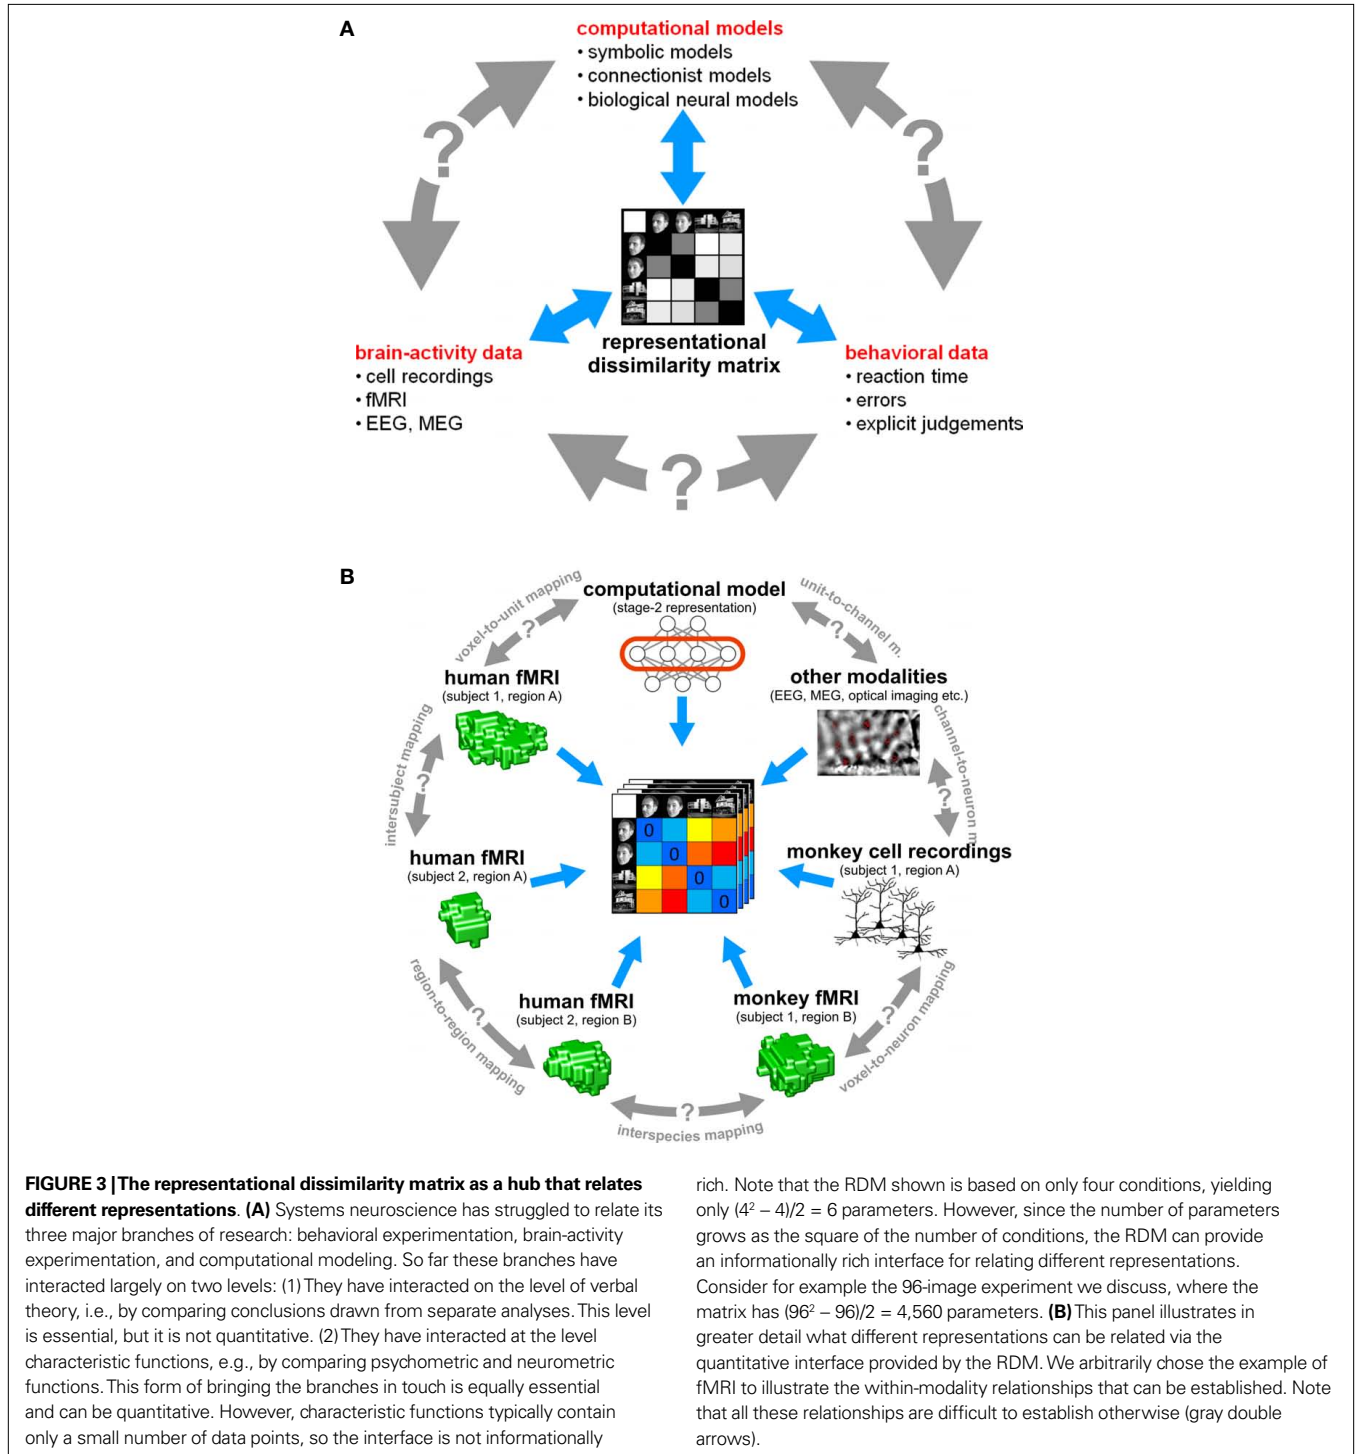 A
computational models
• symbolic models
• connectionist models
• biological neural models
?
?
representational
dissimilarity matrix
brain-activity data
• cell recordings
• fMRI
• EEG, MEG
behavioral data
• reaction time
• errors
• explicit judgements
?
B
computational model
(stage-2 representation)
voxel-to-unit mapping
?
unit-to-channel m.
?
human fMRI
(subject 1, region A)
other modalities
(EEG, MEG, optical imaging etc.)
intersubject mapping
?
channel-to-neuron m.
?
0
0
0
0
human fMRI
(subject 2, region A)
monkey cell recordings
(subject 1, region A)
region-to-region mapping
?
human fMRI
(subject 2, region B)
monkey fMRI
(subject 1, region B)
voxel-to-neuron mapping
?
?
interspecies mapping
FIGURE 3 | The representational dissimilarity matrix as a hub that relates
different representations. (A) Systems neuroscience has struggled to relate its
three major branches of research: behavioral experimentation, brain-activity
experimentation, and computational modeling. So far these branches have
interacted largely on two levels: (1) They have interacted on the level of verbal
theory, i.e., by comparing conclusions drawn from separate analyses. This level
is essential, but it is not quantitative. (2) They have interacted at the level
characteristic functions, e.g., by comparing psychometric and neurometric
functions. This form of bringing the branches in touch is equally essential
and can be quantitative. However, characteristic functions typically contain
only a small number of data points, so the interface is not informationally
rich. Note that the RDM shown is based on only four conditions, yielding
only (4² – 4)/2 = 6 parameters. However, since the number of parameters
grows as the square of the number of conditions, the RDM can provide
an informationally rich interface for relating different representations.
Consider for example the 96-image experiment we discuss, where the
matrix has (96² – 96)/2 = 4,560 parameters. (B) This panel illustrates in
greater detail what different representations can be related via the
quantitative interface provided by the RDM. We arbitrarily chose the example of
fMRI to illustrate the within-modality relationships that can be established. Note
that all these relationships are difficult to establish otherwise (gray double
arrows).